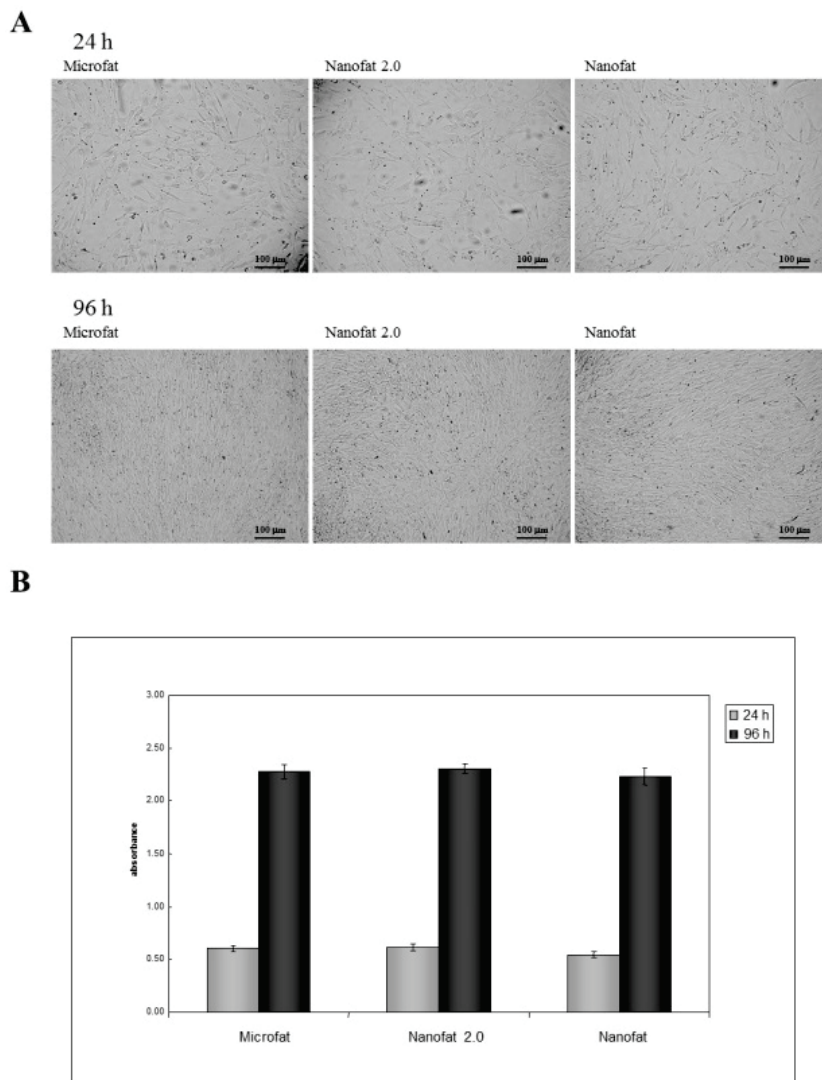 A
24 h
Microfat
Nanofat 2.0
Nanofat
100 µm
100 µm
100 µm
96 h
Microfat
Nanofat 2.0
Nanofat
100 µm
100 µm
100 µm
B
3.00
2.50
2.00
1.50
1.00
0.50
0.00
absorbance
24 h
96 h
Microfat
Nanofat 2.0
Nanofat